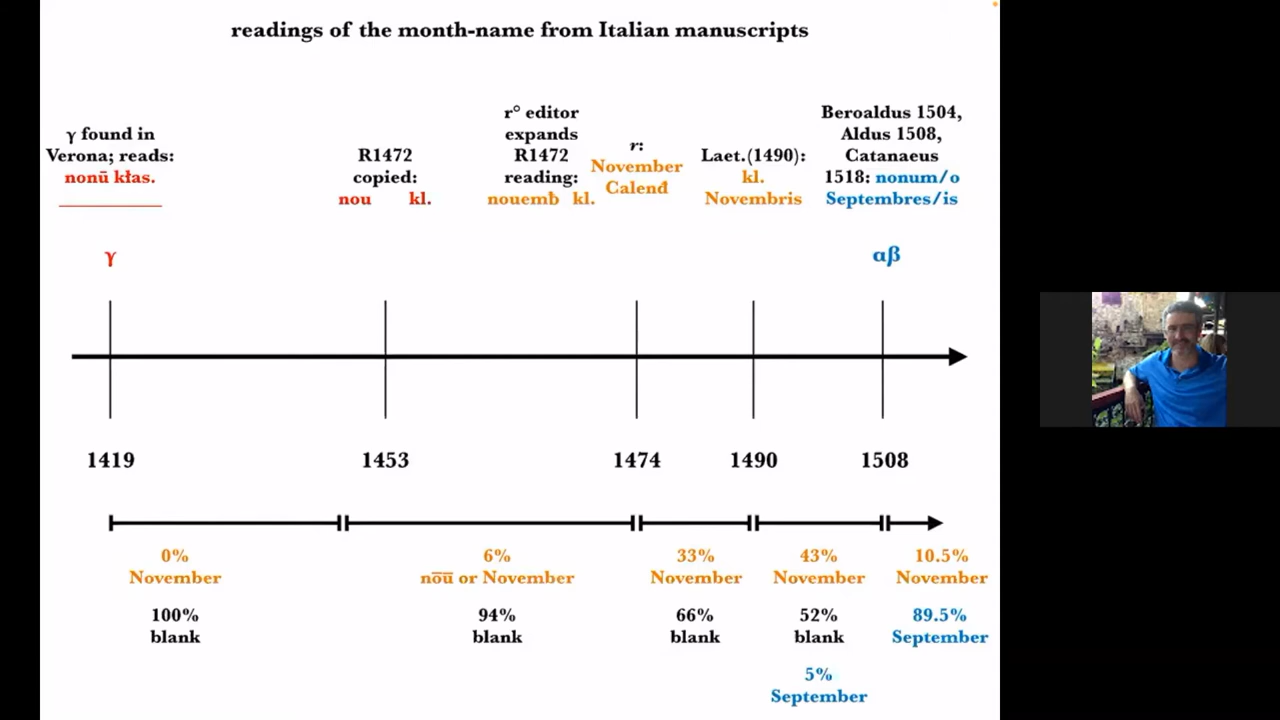 readings of the month-name from Italian manuscripts
γ found in
Verona; reads:
nonū kłas.
R1472
copied:
nou kl.
r° editor
expands
R1472
reading:
nouemƀ kl.
r:
November
Calenđ
Laet.(1490):
kl.
Novembris
Beroaldus 1504,
Aldus 1508,
Catanaeus
1518: nonum/o
Septembres/is
γ
αβ
1419
1453
1474
1490
1508
0%
November
100%
blank
6%
no̅u̅ or November
94%
blank
33%
November
66%
blank
43%
November
52%
blank
5%
September
10.5%
November
89.5%
September